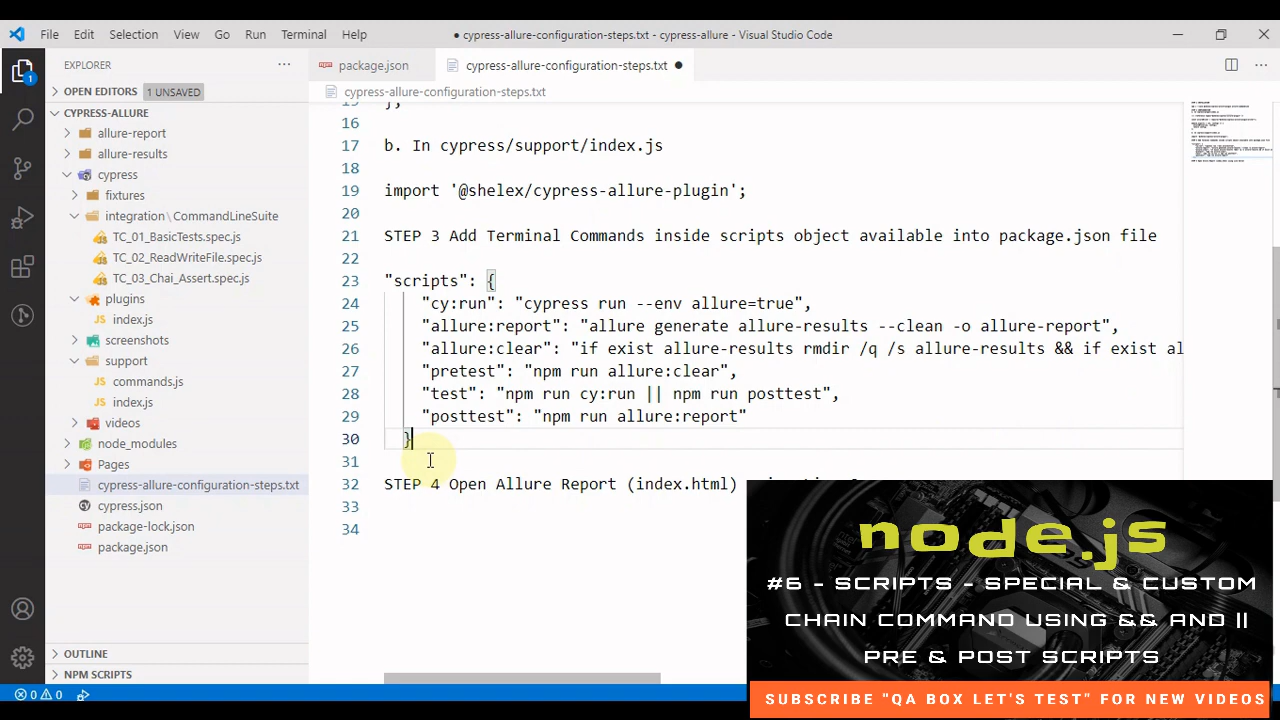 File Edit Selection View Go Run Terminal Help
● cypress-allure-configuration-steps.txt - cypress-allure - Visual Studio Code
EXPLORER
OPEN EDITORS 1 UNSAVED
CYPRESS-ALLURE
allure-report
allure-results
cypress
fixtures
integration\CommandLineSuite
TC_01_BasicTests.spec.js
TC_02_ReadWriteFile.spec.js
TC_03_Chai_Assert.spec.js
plugins
index.js
screenshots
support
commands.js
index.js
videos
node_modules
Pages
cypress-allure-configuration-steps.txt
cypress.json
package-lock.json
package.json
OUTLINE
NPM SCRIPTS
0 0
1
package.json
cypress-allure-configuration-steps.txt ●
cypress-allure-configuration-steps.txt
16
17 b. In cypress/support/index.js
18
19 import '@shelex/cypress-allure-plugin';
20
21 STEP 3 Add Terminal Commands inside scripts object available into package.json file
22
23 "scripts": {
24 "cy:run": "cypress run --env allure=true",
25 "allure:report": "allure generate allure-results --clean -o allure-report",
26 "allure:clear": "if exist allure-results rmdir /q /s allure-results && if exist al
27 "pretest": "npm run allure:clear",
28 "test": "npm run cy:run || npm run posttest",
29 "posttest": "npm run allure:report"
30 }
31
32 STEP 4 Open Allure Report (index.html)
33
34
node.js
#6 - SCRIPTS - SPECIAL & CUSTOM
CHAIN COMMAND USING && AND ||
PRE & POST SCRIPTS
SUBSCRIBE "QA BOX LET'S TEST" FOR NEW VIDEOS